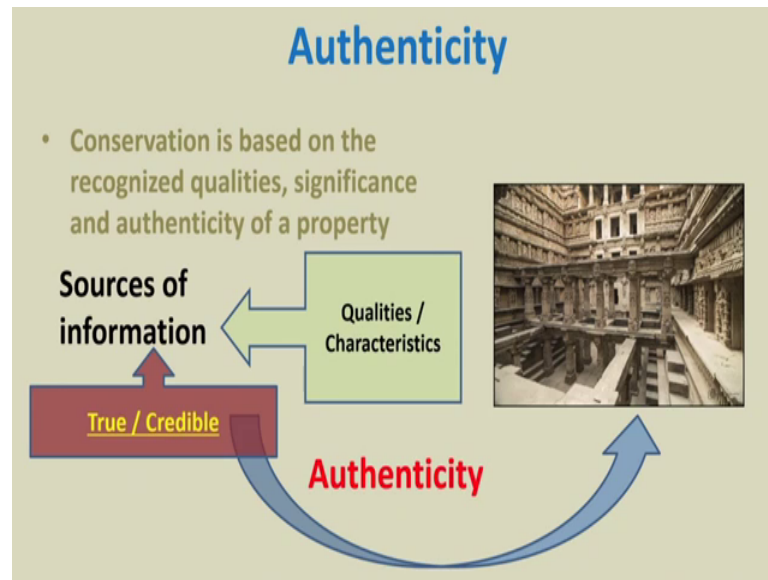 Authenticity
• Conservation is based on the
recognized qualities, significance
and authenticity of a property
Sources of
information
Qualities /
Characteristics
True / Credible
Authenticity